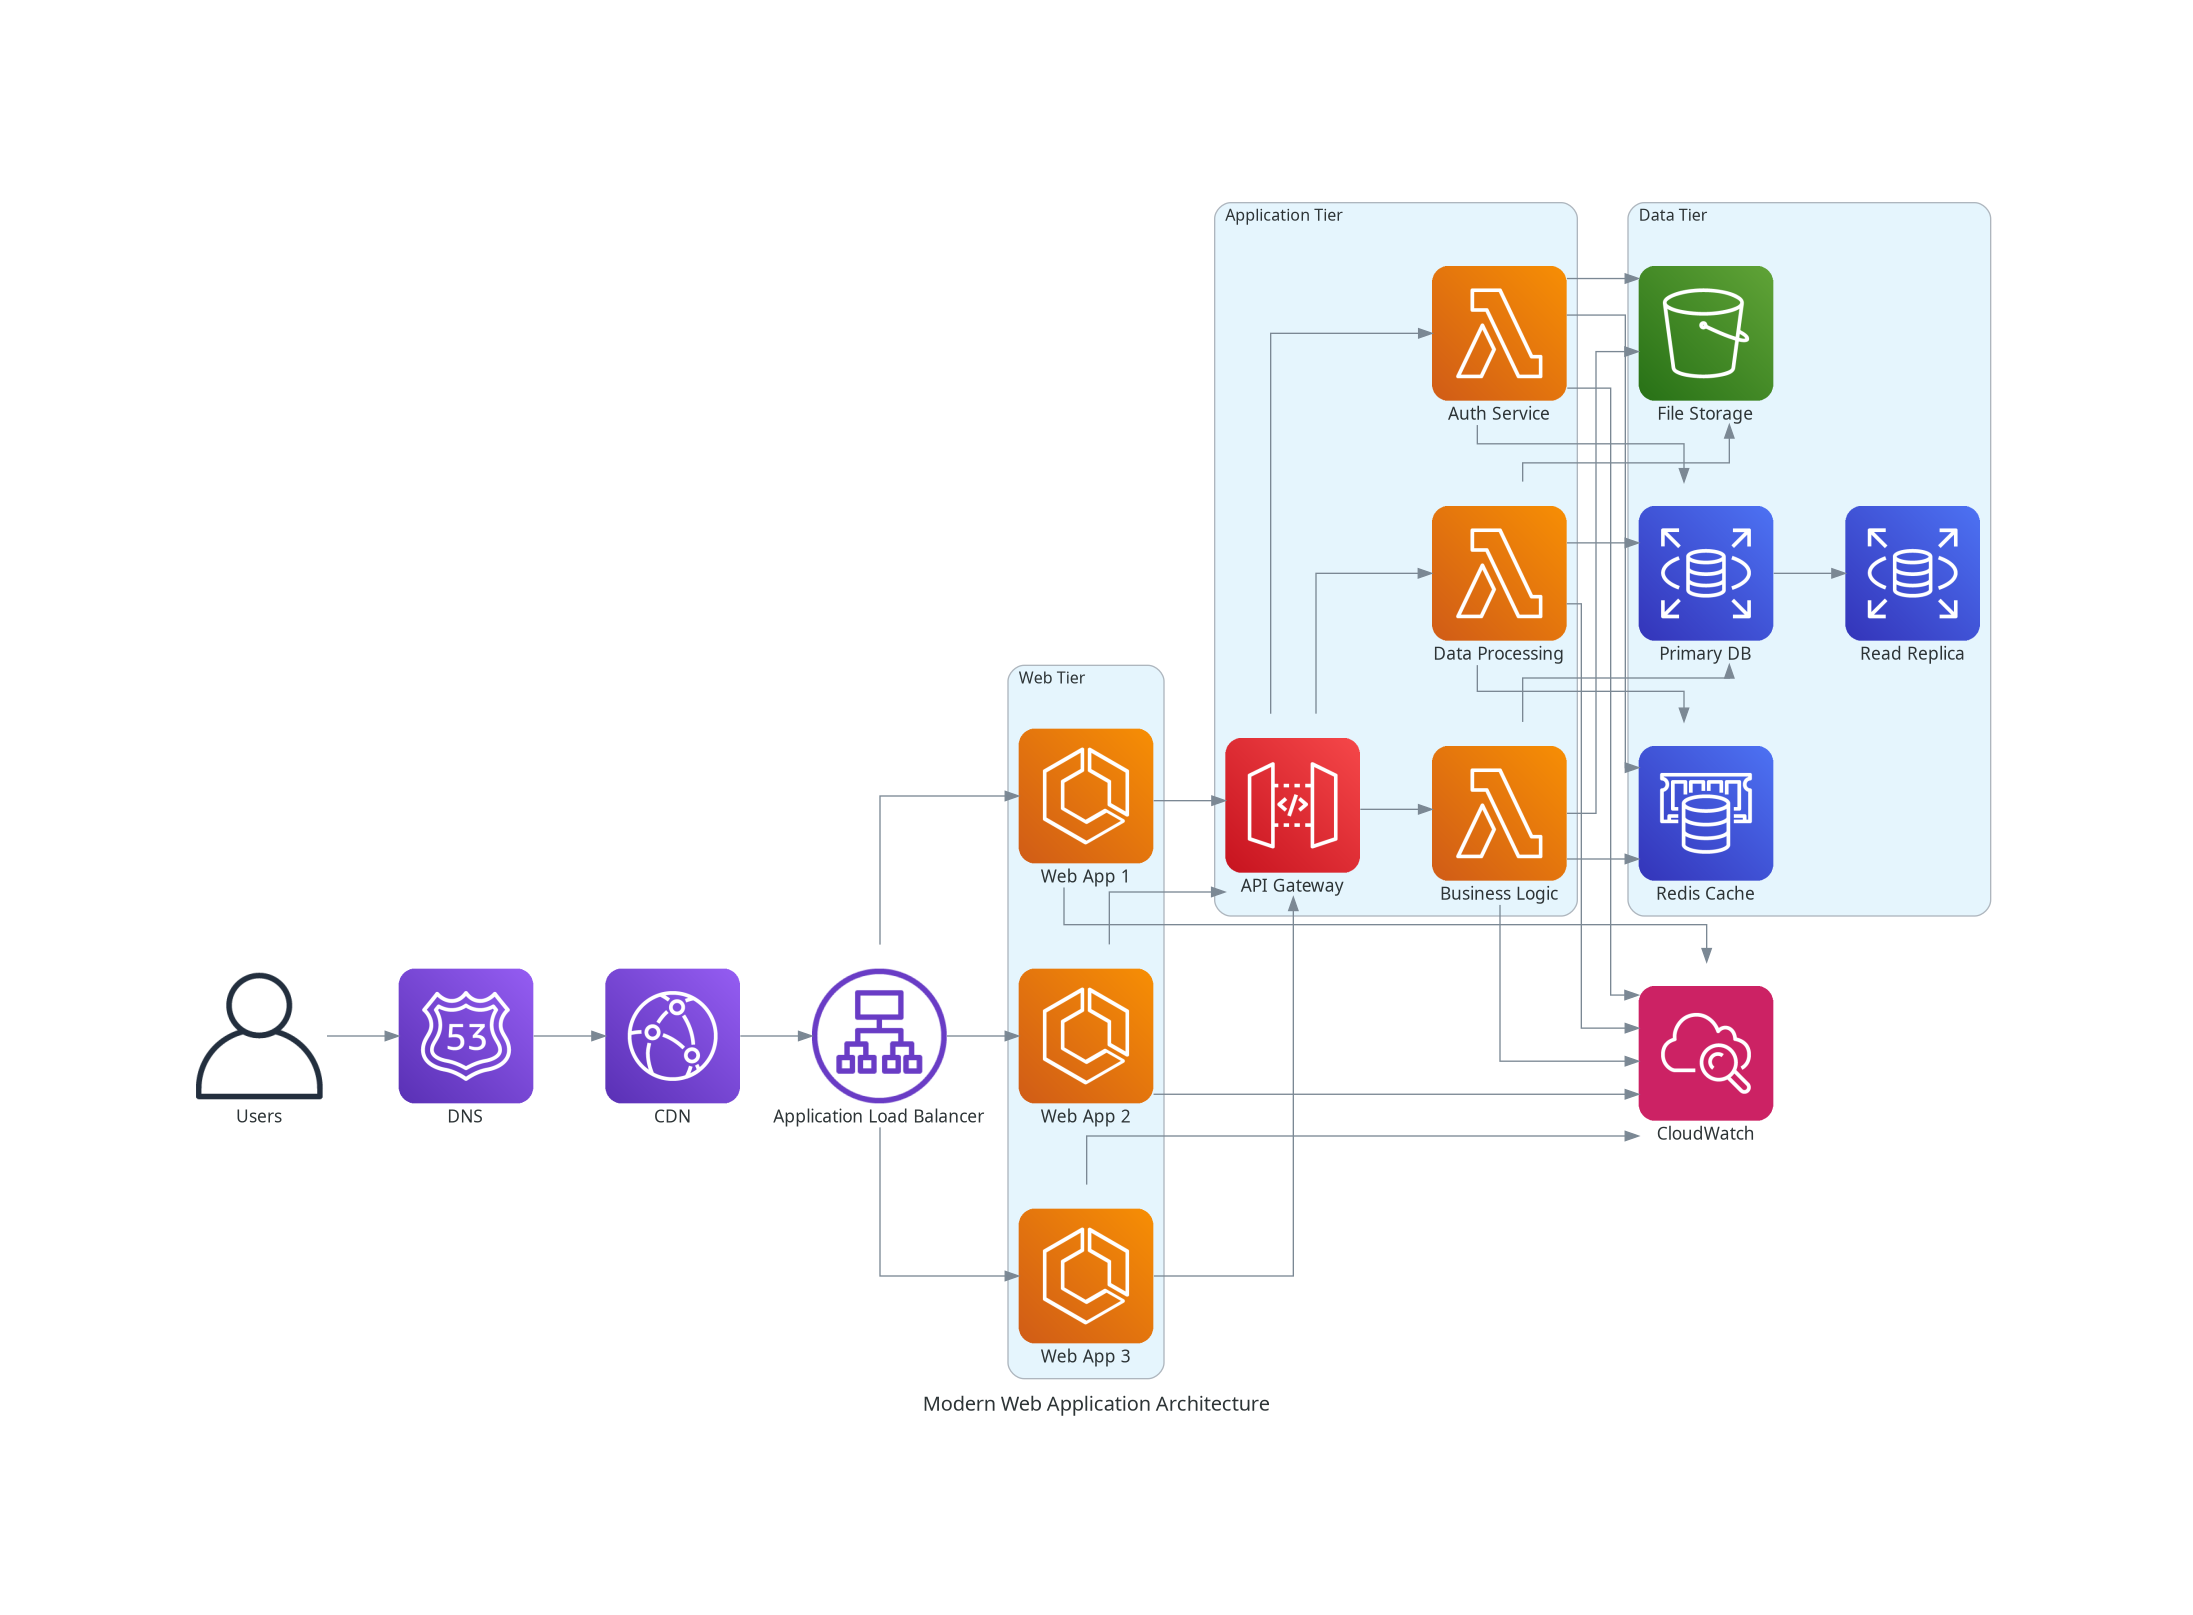 Application Tier
Data Tier
Auth Service
File Storage
Data Processing
Primary DB
Read Replica
Web Tier
Web App 1
API Gateway
Business Logic
Redis Cache
53
Users
DNS
CDN
Application Load Balancer
Web App 2
CloudWatch
Web App 3
Modern Web Application Architecture